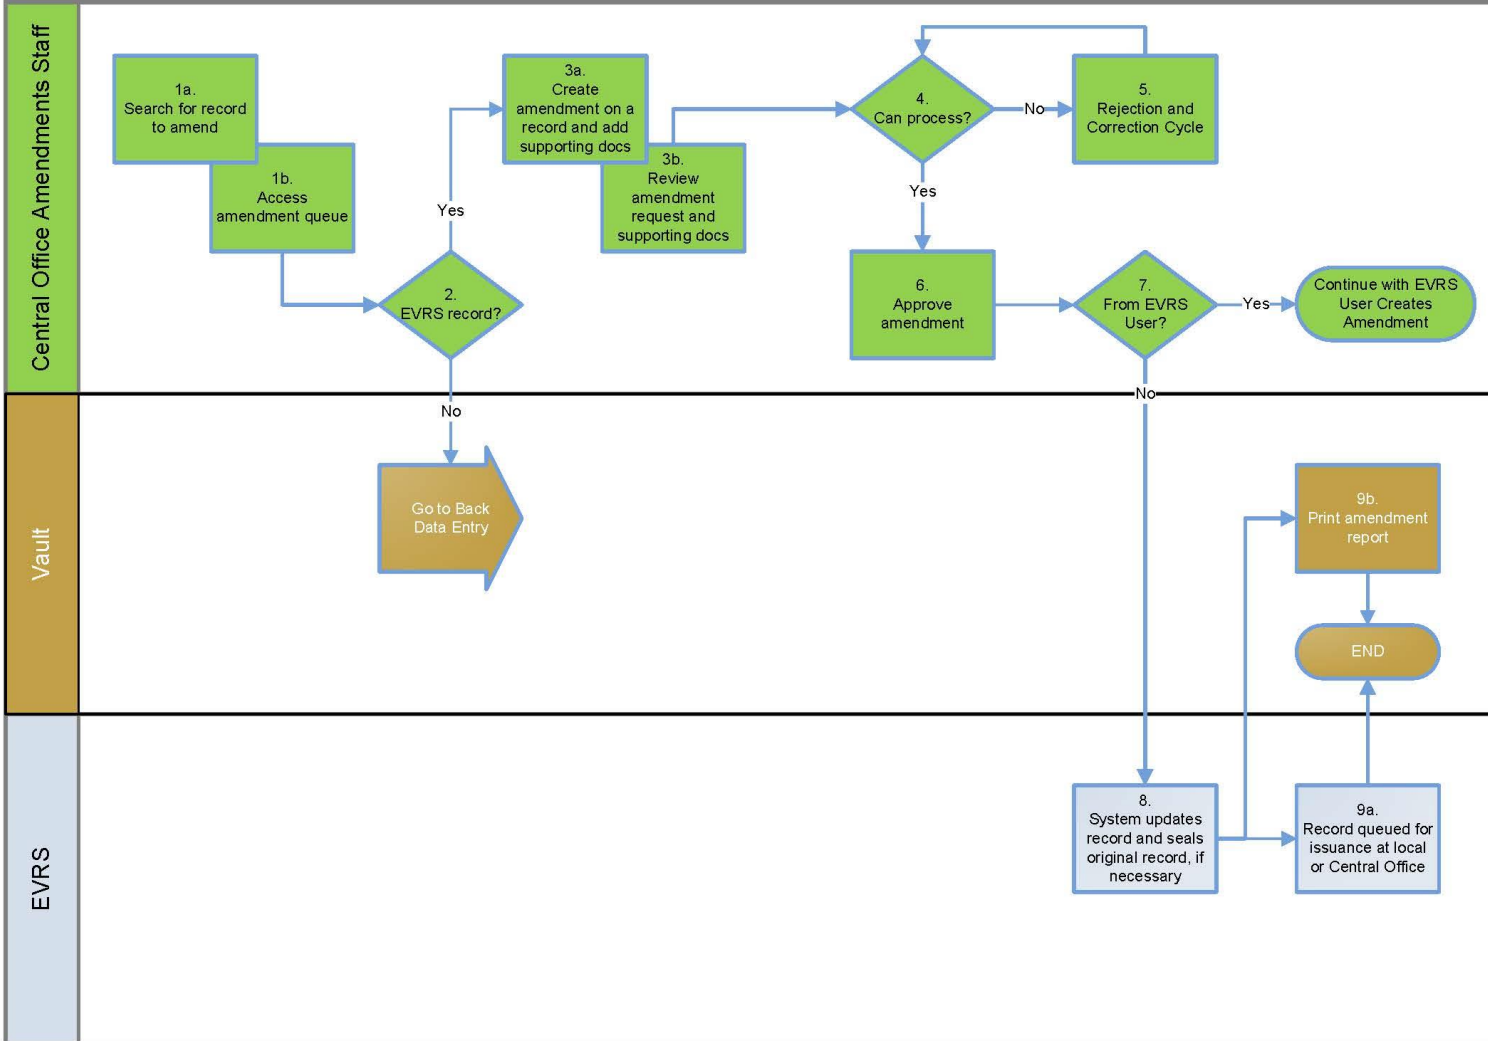 Central Office Amendments Staff
1a.
Search for record
to amend
1b.
Access
amendment queue
2.
EVRS record?
Yes
No
3a.
Create
amendment on a
record and add
supporting docs
3b.
Review
amendment
request and
supporting docs
4.
Can process?
No
Yes
5.
Rejection and
Correction Cycle
6.
Approve
amendment
7.
From EVRS
User?
Yes
No
Continue with EVRS
User Creates
Amendment
Vault
Go to Back
Data Entry
9b.
Print amendment
report
END
EVRS
8.
System updates
record and seals
original record, if
necessary
9a.
Record queued for
issuance at local
or Central Office